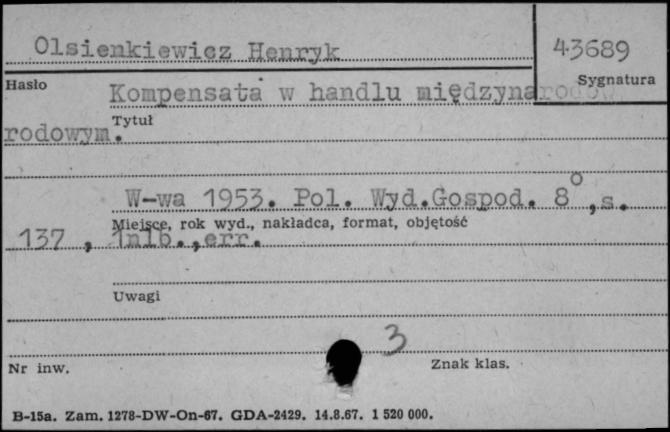 Olsienkiewicz Henryk
43689
Hasło
Sygnatura
Kompensata w handlu międzynarodow
Tytuł
rodowym.
W-wa 1953. Pol. Wyd.Gospod. 8°,s.
Miejsce, rok wyd., nakładca, format, objętość
137 , 1nlb.,err.
Uwagi
3
Nr inw.
Znak klas.
B-15a. Zam. 1278-DW-On-67. GDA-2429. 14.8.67. 1 520 000.